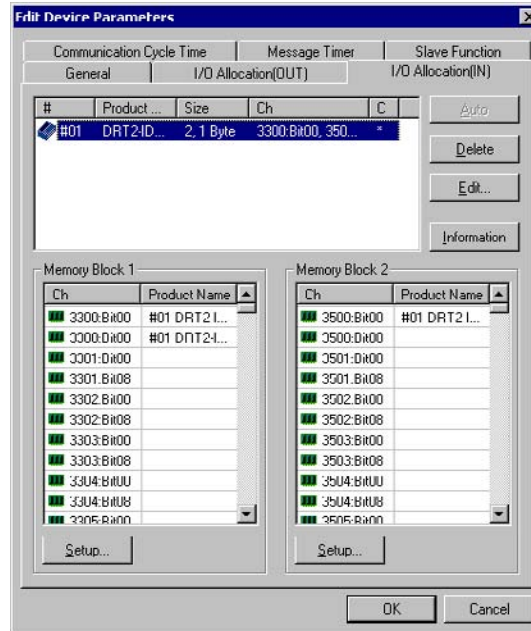 Edit Device Parameters
Communication Cycle Time Message Timer Slave Function
General I/O Allocation(OUT) I/O Allocation(IN)
# Product ... Size Ch C
#01 DRT2-ID... 2, 1 Byte 3300:Bit00, 350... *
Auto
Delete
Edit...
Information
Memory Block 1
Ch Product Name
3300:Bit00 #01 DRT2 I...
3300:Bit00 #01 DRT2-I...
3301:Bit00
3301:Bit08
3302:Bit00
3302:Bit08
3303:Bit00
3303:Bit08
3304:Bit00
3304:Bit08
3305:Bit00
Setup...
Memory Block 2
Ch Product Name
3500:Bit00 #01 DRT2 I...
3500:Bit00
3501:Bit00
3501:Bit08
3502:Bit00
3502:Bit08
3503:Bit00
3503:Bit08
3504:Bit00
3504:Bit08
3505:Bit00
Setup...
OK Cancel